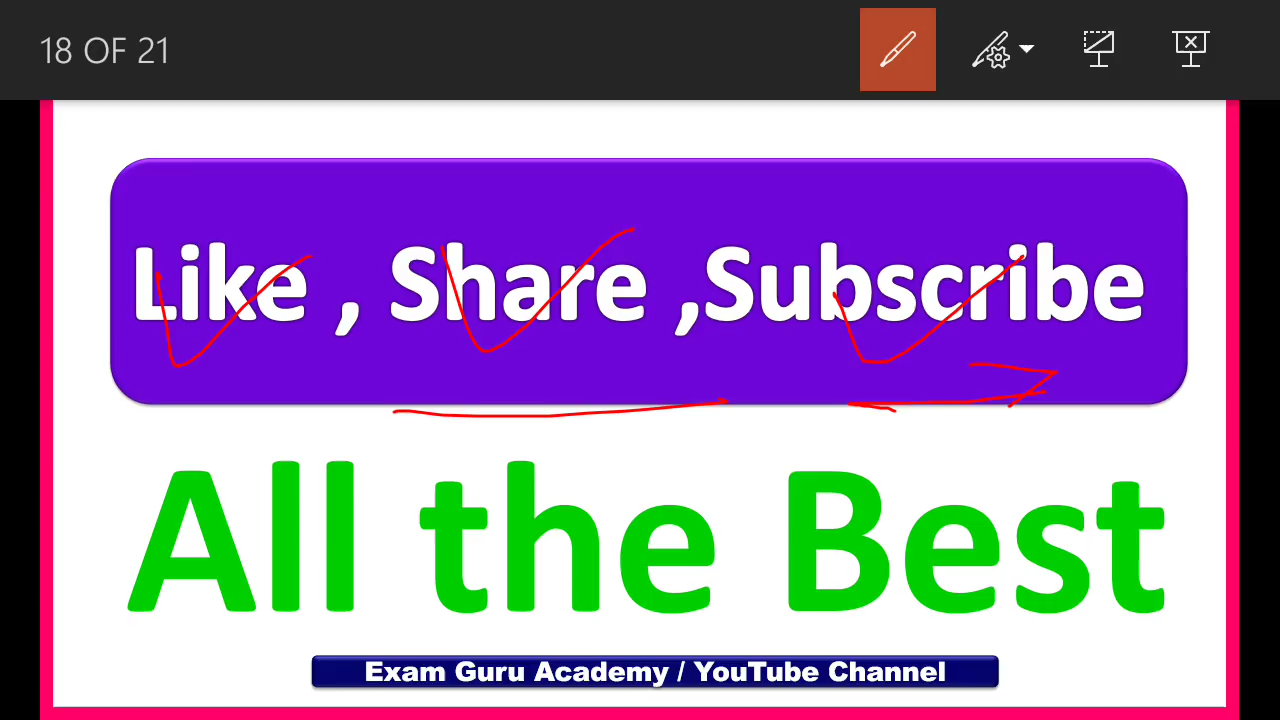 18 OF 21
Like , Share ,Subscribe
All the Best
Exam Guru Academy / YouTube Channel